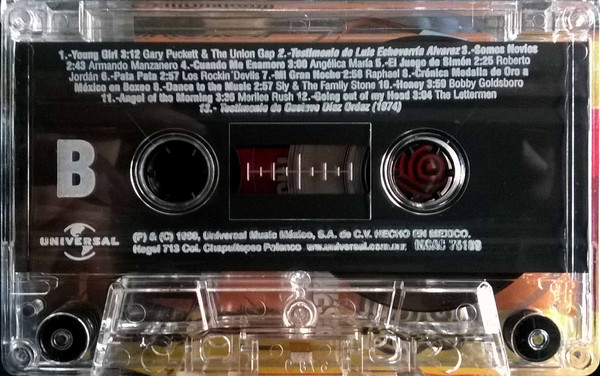 1.-Young Girl 3:12 Gary Puckett & The Union Gap 2.-Testimonio de Luis Echeverría Alvarez 3.-Somos Novios
2:43 Armando Manzanero 4.-Cuando Me Enamoro 3:00 Angélica María 5.-El Juego de Simón 2:25 Roberto
Jordán 6.-Pata Pata 2:57 Los Rockin Devils 7.-Mi Gran Noche 2:58 Raphael 8.-Crónica Medalla de Oro a
México en Boxeo 9.-Dance to the Music 2:57 Sly & The Family Stone 10.-Honey 3:59 Bobby Goldsboro
11.-Angel of the Morning 3:20 Merilee Rush 12.-Going out of my Head 3:04 The Lettermen
13.- Testimonio de Gustavo Díaz Ordaz (1974)
B
UNIVERSAL
(P) & (C) 1998, Universal Music México, S.A. de C.V. HECHO EN MEXICO.
Hegel 713 Col. Chapultepec Polanco www.universal.com.mx